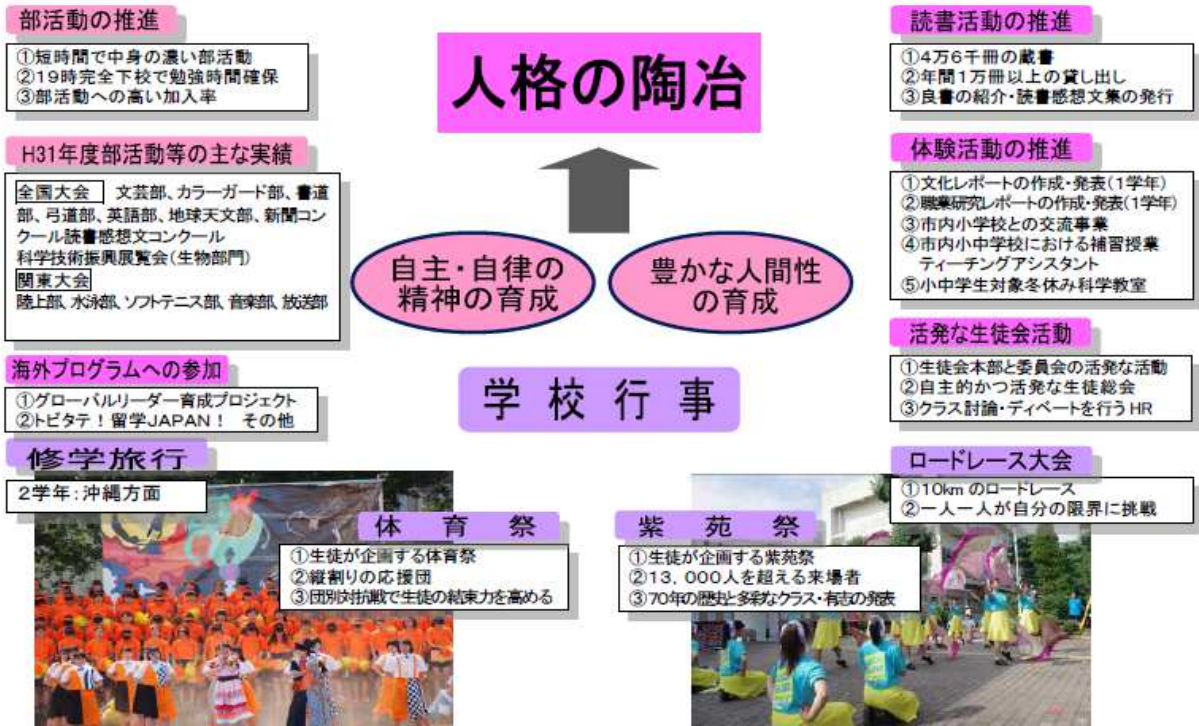 部活動の推進
①短時間で中身の濃い部活動
②19時完全下校で勉強時間確保
③部活動への高い加入率
H31年度部活動等の主な実績
全国大会 文芸部、カラーガード部、書道
部、弓道部、英語部、地球天文部、新聞コン
クール読書感想文コンクール
科学技術振興展覧会(生物部門)
関東大会
陸上部、水泳部、ソフトテニス部、音楽部、放送部
海外プログラムへの参加
①グローバルリーダー育成プロジェクト
②トビタテ!留学JAPAN! その他
修学旅行
2学年:沖縄方面
人格の陶冶
自主・自律の
精神の育成
豊かな人間性
の育成
学校行事
体育祭
①生徒が企画する体育祭
②縦割りの応援団
③団別対抗戦で生徒の結束力を高める
紫苑祭
①生徒が企画する紫苑祭
②13,000人を超える来場者
③70年の歴史と多彩なクラス・有志の発表
読書活動の推進
①4万6千冊の蔵書
②年間1万冊以上の貸し出し
③良書の紹介・読書感想文集の発行
体験活動の推進
①文化レポートの作成・発表(1学年)
②職業研究レポートの作成・発表(1学年)
③市内小学校との交流事業
④市内小中学校における補習授業
ティーチングアシスタント
⑤小中学生対象冬休み科学教室
活発な生徒会活動
①生徒会本部と委員会の活発な活動
②自主的かつ活発な生徒総会
③クラス討論・ディベートを行うHR
ロードレース大会
①10kmのロードレース
②一人一人が自分の限界に挑戦